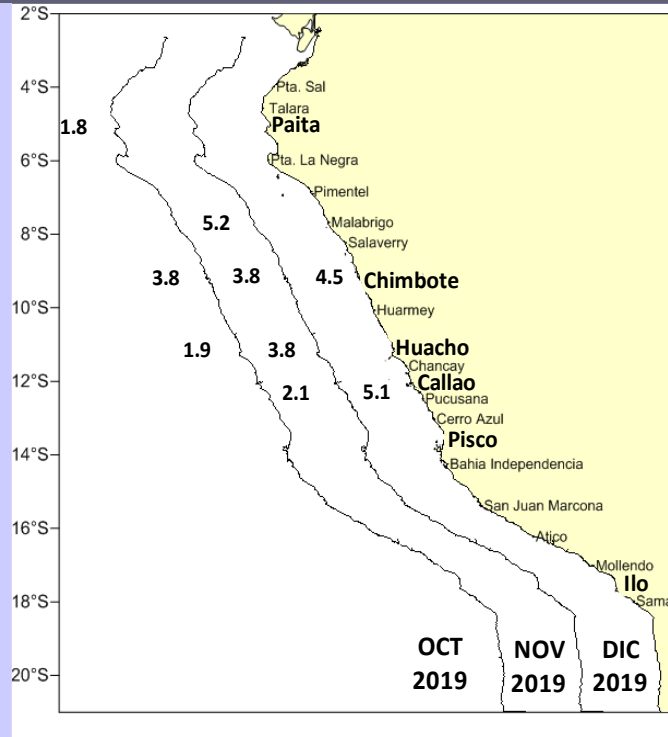 2°S
4°S
Pta. Sal
Talara
1.8
Paita
6°S
Pta. La Negra
Pimentel
5.2
Malabrigo
8°S
Salaverry
3.8 3.8 4.5 Chimbote
10°S
Huarmey
1.9 3.8 Huacho
Chancay
12°S
Callao
2.1 5.1
Pucusana
Cerro Azul
Pisco
14°S
Bahia Independencia
San Juan Marcona
16°S
Atico
Mollendo
Ilo
18°S
Sama
OCT NOV DIC
2019 2019 2019
20°S